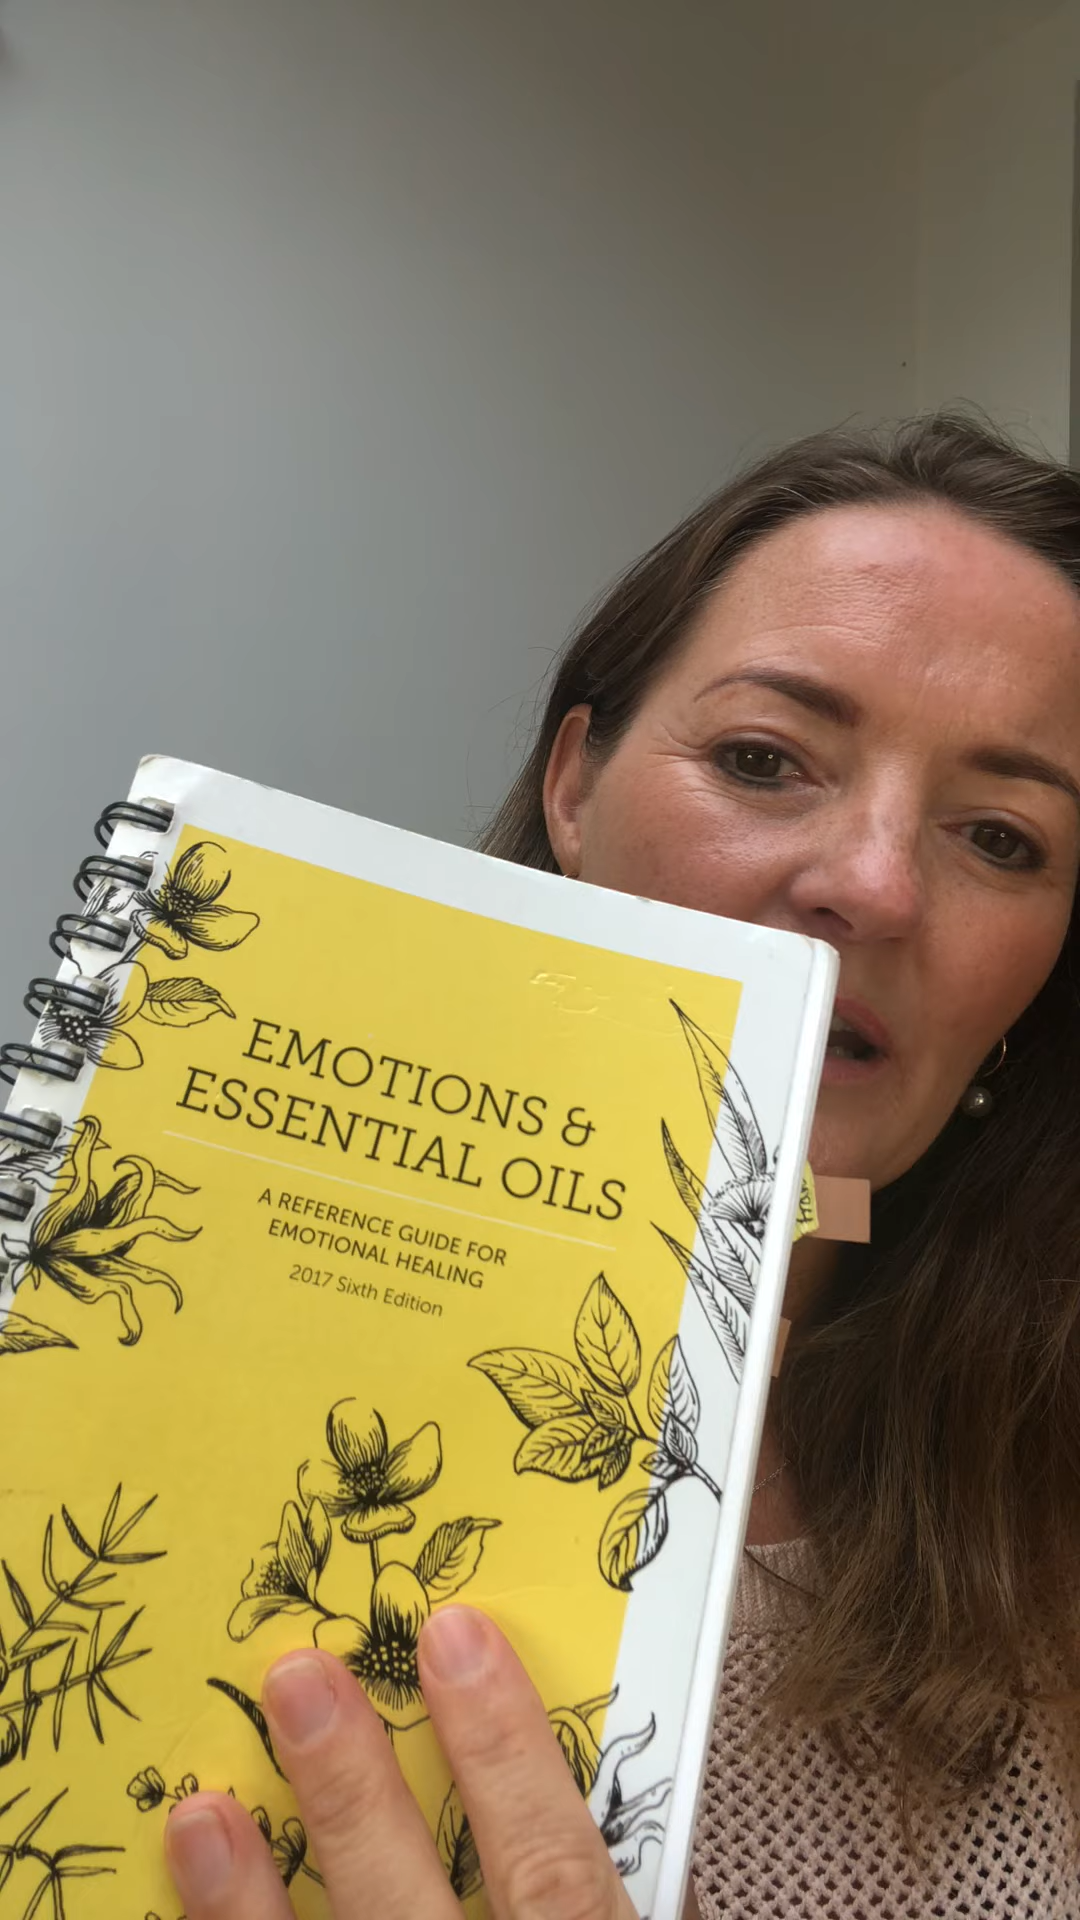 EMOTIONS &
ESSENTIAL OILS
A REFERENCE GUIDE FOR
EMOTIONAL HEALING
2017 Sixth Edition